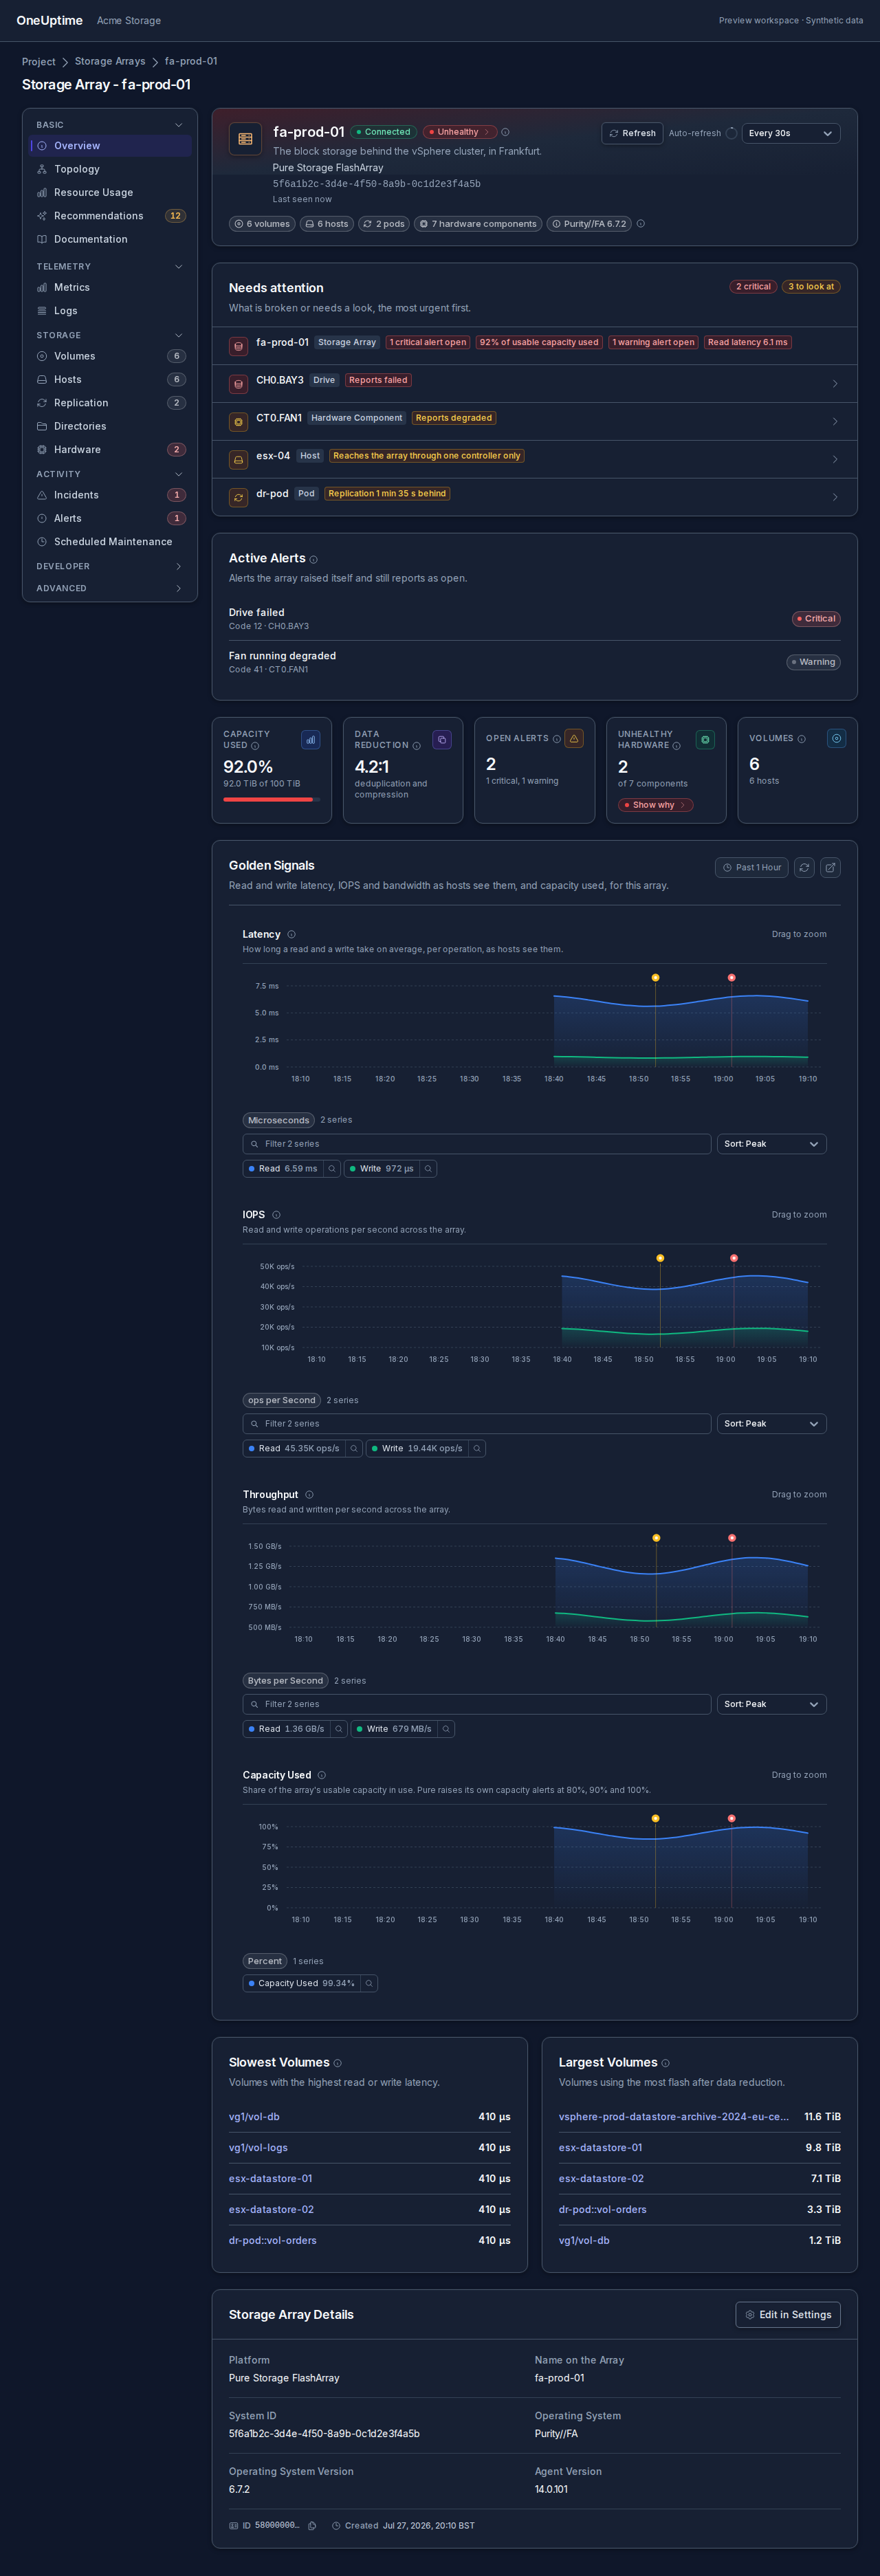 OneUptime Acme Storage Preview workspace · Synthetic data
Project Storage Arrays fa-prod-01
Storage Array - fa-prod-01
BASIC
Overview
Topology
Resource Usage
Recommendations 12
Documentation
TELEMETRY
Metrics
Logs
STORAGE
Volumes 6
Hosts 6
Replication 2
Directories
Hardware 2
ACTIVITY
Incidents 1
Alerts 1
Scheduled Maintenance
DEVELOPER
ADVANCED
fa-prod-01 Connected Unhealthy Refresh Auto-refresh Every 30s
The block storage behind the vSphere cluster, in Frankfurt.
Pure Storage FlashArray
5f6a1b2c-3d4e-4f50-8a9b-0c1d2e3f4a5b
Last seen now
6 volumes 6 hosts 2 pods 7 hardware components Purity//FA 6.7.2
Needs attention 2 critical 3 to look at
What is broken or needs a look, the most urgent first.
fa-prod-01 Storage Array 1 critical alert open 92% of usable capacity used 1 warning alert open Read latency 6.1 ms
CH0.BAY3 Drive Reports failed
CT0.FAN1 Hardware Component Reports degraded
esx-04 Host Reaches the array through one controller only
dr-pod Pod Replication 1 min 35 s behind
Active Alerts
Alerts the array raised itself and still reports as open.
Drive failed
Code 12 · CH0.BAY3 Critical
Fan running degraded
Code 41 · CT0.FAN1 Warning
CAPACITY USED
92.0%
92.0 TiB of 100 TiB
DATA REDUCTION
4.2:1
deduplication and compression
OPEN ALERTS
2
1 critical, 1 warning
UNHEALTHY HARDWARE
2
of 7 components
Show why
VOLUMES
6
6 hosts
Golden Signals Past 1 Hour
Read and write latency, IOPS and bandwidth as hosts see them, and capacity used, for this array.
Latency Drag to zoom
How long a read and a write take on average, per operation, as hosts see them.
7.5 ms
5.0 ms
2.5 ms
0.0 ms
18:10 18:15 18:20 18:25 18:30 18:35 18:40 18:45 18:50 18:55 19:00 19:05 19:10
Microseconds 2 series
Filter 2 series Sort: Peak
Read 6.59 ms Write 972 µs
IOPS Drag to zoom
Read and write operations per second across the array.
50K ops/s
40K ops/s
30K ops/s
20K ops/s
10K ops/s
18:10 18:15 18:20 18:25 18:30 18:35 18:40 18:45 18:50 18:55 19:00 19:05 19:10
ops per Second 2 series
Filter 2 series Sort: Peak
Read 45.35K ops/s Write 19.44K ops/s
Throughput Drag to zoom
Bytes read and written per second across the array.
1.50 GB/s
1.25 GB/s
1.00 GB/s
750 MB/s
500 MB/s
18:10 18:15 18:20 18:25 18:30 18:35 18:40 18:45 18:50 18:55 19:00 19:05 19:10
Bytes per Second 2 series
Filter 2 series Sort: Peak
Read 1.36 GB/s Write 679 MB/s
Capacity Used Drag to zoom
Share of the array's usable capacity in use. Pure raises its own capacity alerts at 80%, 90% and 100%.
100%
75%
50%
25%
0%
18:10 18:15 18:20 18:25 18:30 18:35 18:40 18:45 18:50 18:55 19:00 19:05 19:10
Percent 1 series
Capacity Used 99.34%
Slowest Volumes
Volumes with the highest read or write latency.
vg1/vol-db 410 µs
vg1/vol-logs 410 µs
esx-datastore-01 410 µs
esx-datastore-02 410 µs
dr-pod::vol-orders 410 µs
Largest Volumes
Volumes using the most flash after data reduction.
vsphere-prod-datastore-archive-2024-eu-ce... 11.6 TiB
esx-datastore-01 9.8 TiB
esx-datastore-02 7.1 TiB
dr-pod::vol-orders 3.3 TiB
vg1/vol-db 1.2 TiB
Storage Array Details Edit in Settings
Platform Name on the Array
Pure Storage FlashArray fa-prod-01
System ID Operating System
5f6a1b2c-3d4e-4f50-8a9b-0c1d2e3f4a5b Purity//FA
Operating System Version Agent Version
6.7.2 14.0.101
ID 58000000… Created Jul 27, 2026, 20:10 BST